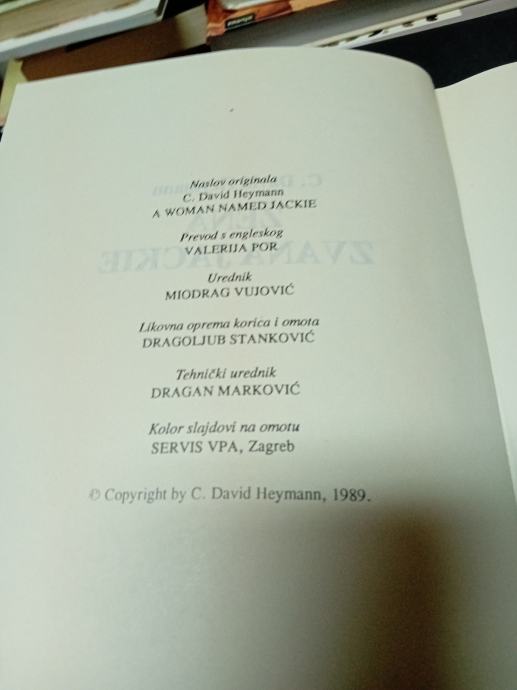 Naslov originala
C. David Heymann
A WOMAN NAMED JACKIE
Prevod s engleskog
VALERIJA POR
Urednik
MIODRAG VUJOVIĆ
Likovna oprema korica i omota
DRAGOLJUB STANKOVIĆ
Tehnički urednik
DRAGAN MARKOVIĆ
Kolor slajdovi na omotu
SERVIS VPA, Zagreb
© Copyright by C. David Heymann, 1989.